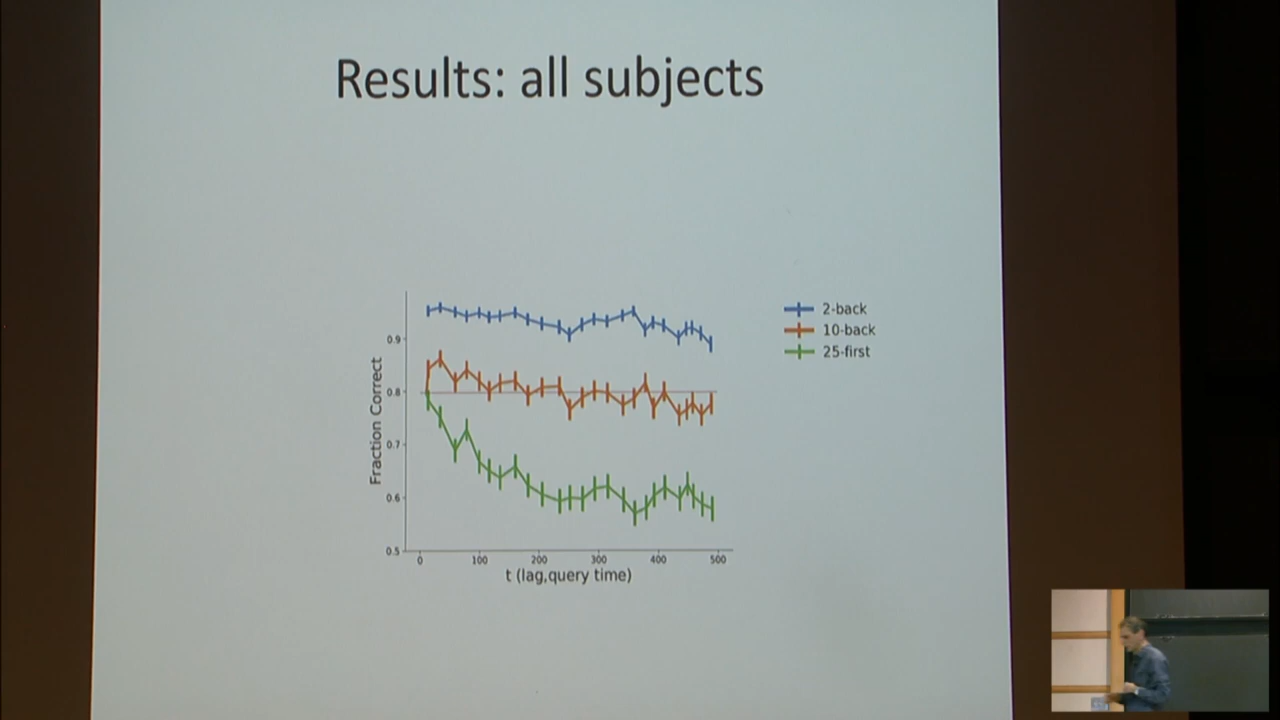 Results: all subjects
2-back
10-back
25-first
Fraction Correct
0.9
0.8
0.7
0.6
0.5
0
100
200
300
400
500
t (lag,query time)